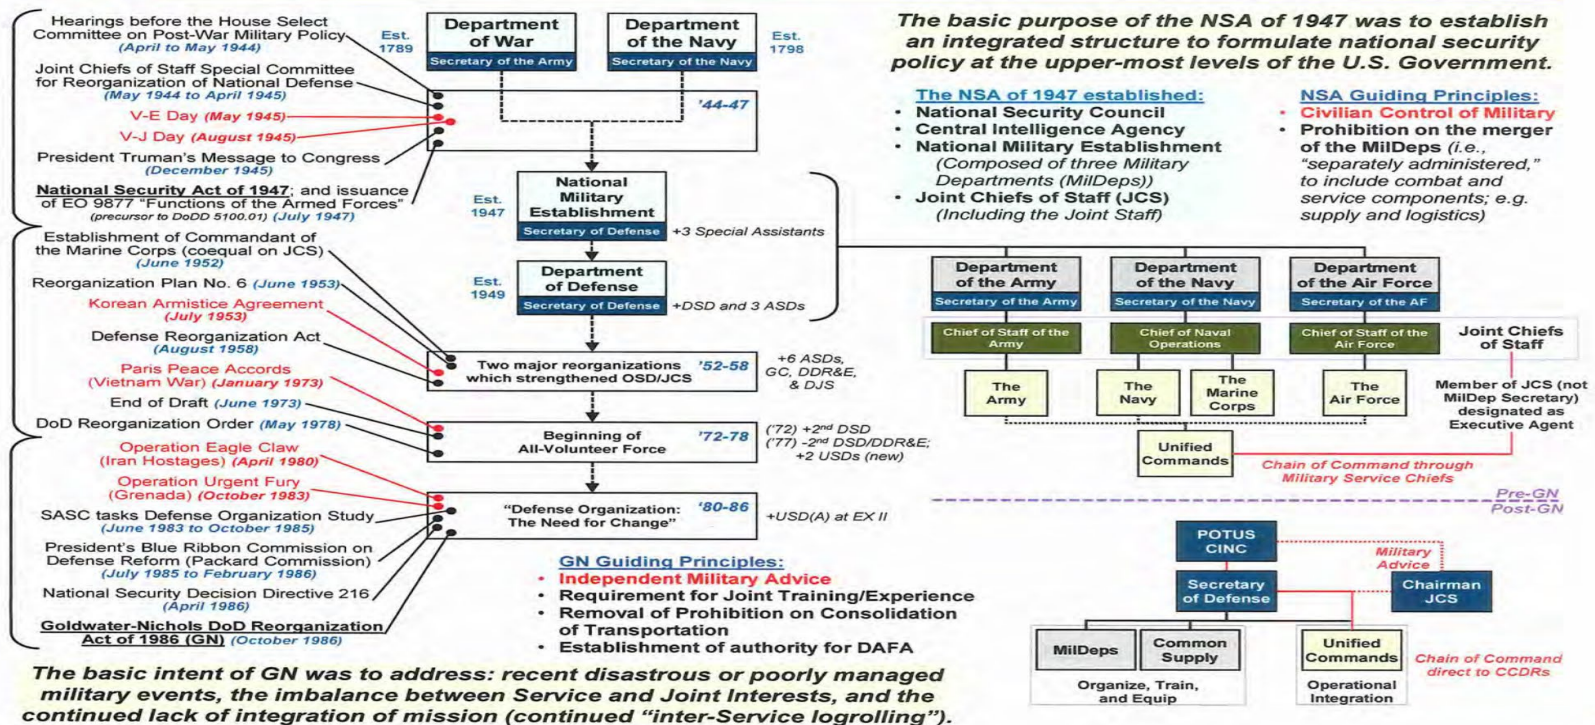 Hearings before the House Select
Committee on Post-War Military Policy
(April to May 1944)
Joint Chiefs of Staff Special Committee
for Reorganization of National Defense
(May 1944 to April 1945)
V-E Day (May 1945)
V-J Day (August 1945)
President Truman's Message to Congress
(December 1945)
National Security Act of 1947; and issuance
of EO 9877 "Functions of the Armed Forces"
(precursor to DoDD 5100.01) (July 1947)
Establishment of Commandant of
the Marine Corps (coequal on JCS)
(June 1952)
Reorganization Plan No. 6 (June 1953)
Korean Armistice Agreement
(July 1953)
Defense Reorganization Act
(August 1958)
Paris Peace Accords
(Vietnam War) (January 1973)
End of Draft (June 1973)
DoD Reorganization Order (May 1978)
Operation Eagle Claw
(Iran Hostages) (April 1980)
Operation Urgent Fury
(Grenada) (October 1983)
SASC tasks Defense Organization Study
(June 1983 to October 1985)
President's Blue Ribbon Commission on
Defense Reform (Packard Commission)
(July 1985 to February 1986)
National Security Decision Directive 216
(April 1986)
Goldwater-Nichols DoD Reorganization
Act of 1986 (GN) (October 1986)
Est.
1789
Department
of War
Secretary of the Army
Department
of the Navy
Secretary of the Navy
Est.
1798
'44-47
Est.
1947
National
Military
Establishment
Secretary of Defense
+3 Special Assistants
Est.
1949
Department
of Defense
Secretary of Defense
+DSD and 3 ASDs
Two major reorganizations
which strengthened OSD/JCS
'52-58
+6 ASDs,
GC, DDR&E,
& DJS
Beginning of
All-Volunteer Force
'72-78
('72) +2nd DSD
('77) -2nd DSD/DDR&E;
+2 USDs (new)
"Defense Organization:
The Need for Change"
'80-86
+USD(A) at EX II
GN Guiding Principles:
• Independent Military Advice
• Requirement for Joint Training/Experience
• Removal of Prohibition on Consolidation
of Transportation
• Establishment of authority for DAFA
The basic intent of GN was to address: recent disastrous or poorly managed
military events, the imbalance between Service and Joint Interests, and the
continued lack of integration of mission (continued "inter-Service logrolling").
The basic purpose of the NSA of 1947 was to establish
an integrated structure to formulate national security
policy at the upper-most levels of the U.S. Government.
The NSA of 1947 established:
• National Security Council
• Central Intelligence Agency
• National Military Establishment
(Composed of three Military
Departments (MilDeps))
• Joint Chiefs of Staff (JCS)
(Including the Joint Staff)
NSA Guiding Principles:
• Civilian Control of Military
• Prohibition on the merger
of the MilDeps (i.e.,
"separately administered,"
to include combat and
service components; e.g.
supply and logistics)
Department
of the Army
Secretary of the Army
Department
of the Navy
Secretary of the Navy
Department
of the Air Force
Secretary of the AF
Chief of Staff of the
Army
Chief of Naval
Operations
Chief of Staff of the
Air Force
Joint Chiefs
of Staff
The
Army
The
Navy
The
Marine
Corps
The
Air Force
Member of JCS (not
MilDep Secretary)
designated as
Executive Agent
Unified
Commands
Chain of Command through
Military Service Chiefs
Pre-GN
Post-GN
POTUS
CINC
Military
Advice
Secretary
of Defense
Chairman
JCS
MilDeps
Common
Supply
Unified
Commands
Chain of Command
direct to CCDRs
Organize, Train,
and Equip
Operational
Integration